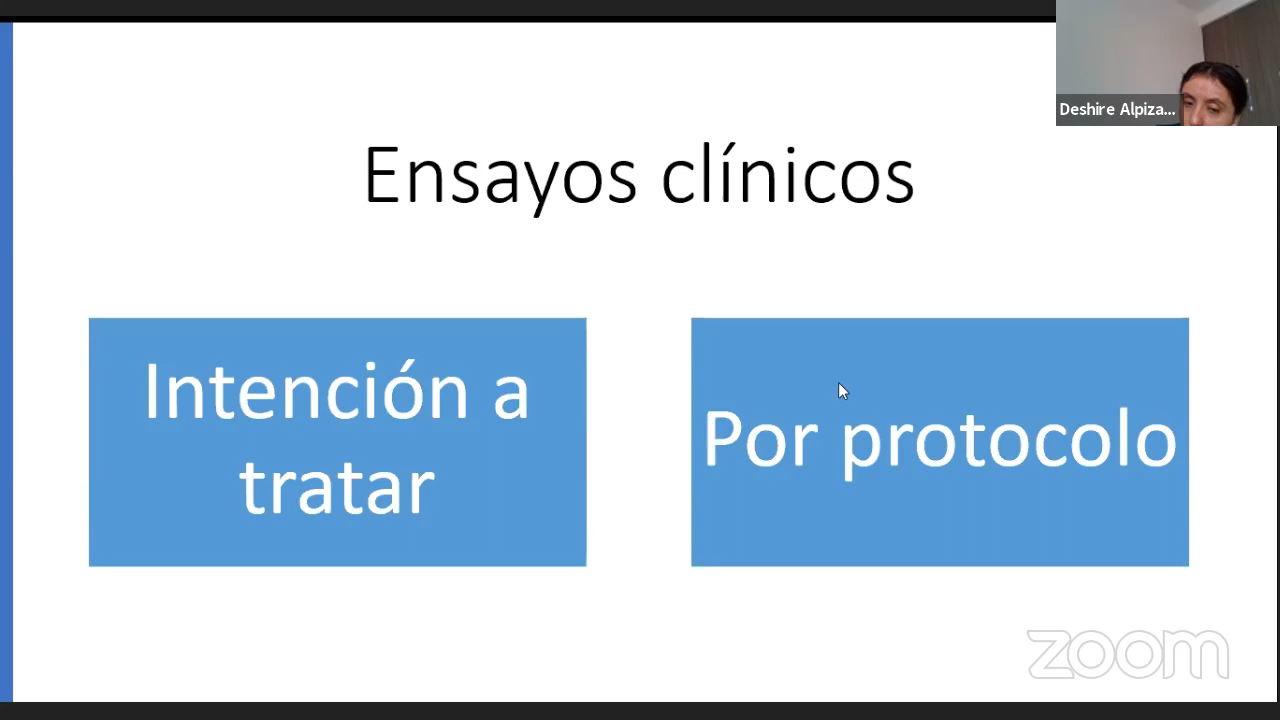 Deshire Alpiza...
Ensayos clínicos
Intención a
tratar
Por protocolo
zoom